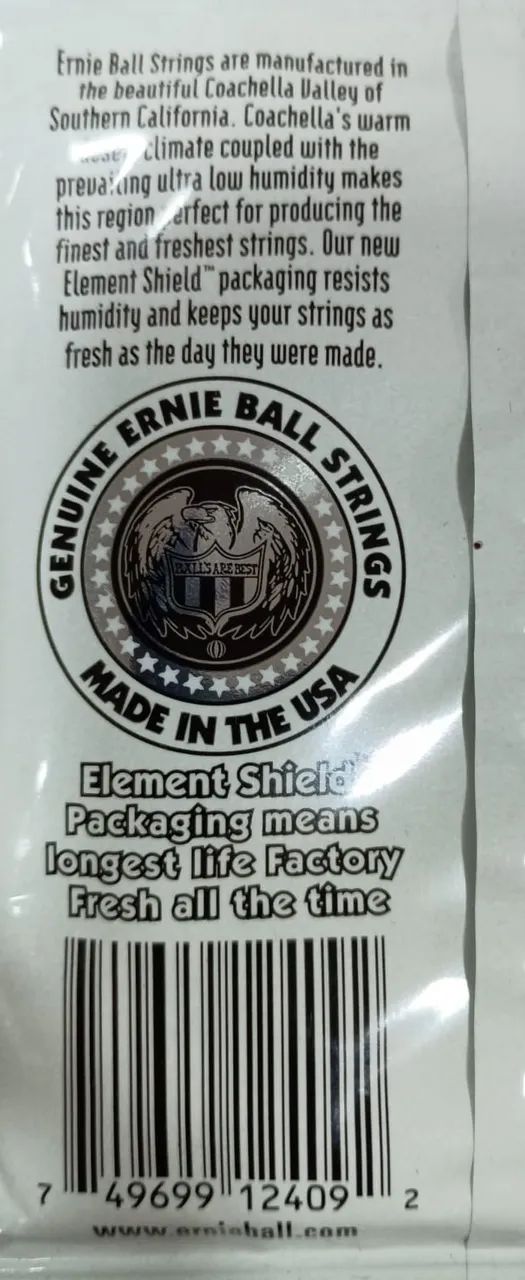 Ernie Ball Strings are manufactured in
the beautiful Coachella Valley of
Southern California. Coachella's warm
climate coupled with the
prevailing ultra low humidity makes
this region perfect for producing the
finest and freshest strings. Our new
Element Shield™ packaging resists
humidity and keeps your strings as
fresh as the day they were made.
GENUINE ERNIE BALL STRINGS
BALL'S ARE BEST
MADE IN THE USA
Element Shield™
Packaging means
longest life Factory
Fresh all the time
7 49699 12409 2
www.ernieball.com